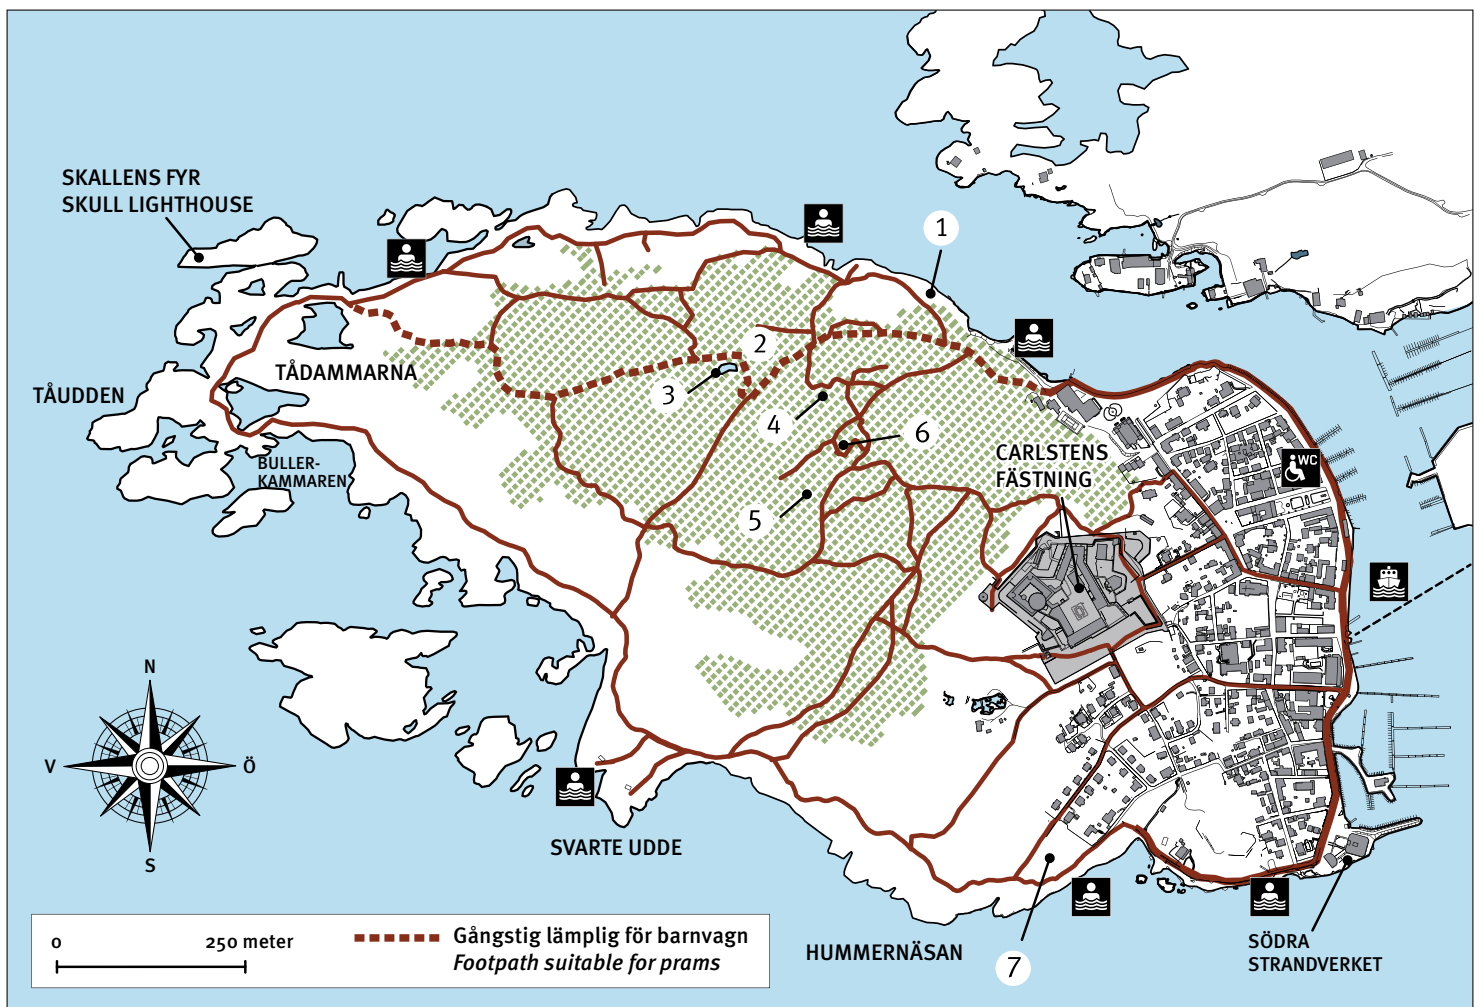 SKALLENS FYR
SKULL LIGHTHOUSE
1
2
3
TÅDAMMARNA
TÅUDDEN
4
6
CARLSTENS
FÄSTNING
BULLER-
KAMMAREN
WC
5
N
V
Ö
S
SVARTE UDDE
HUMMERNÄSAN
7
SÖDRA
STRANDVERKET
0
250 meter
Gångstig lämplig för barnvagn
Footpath suitable for prams